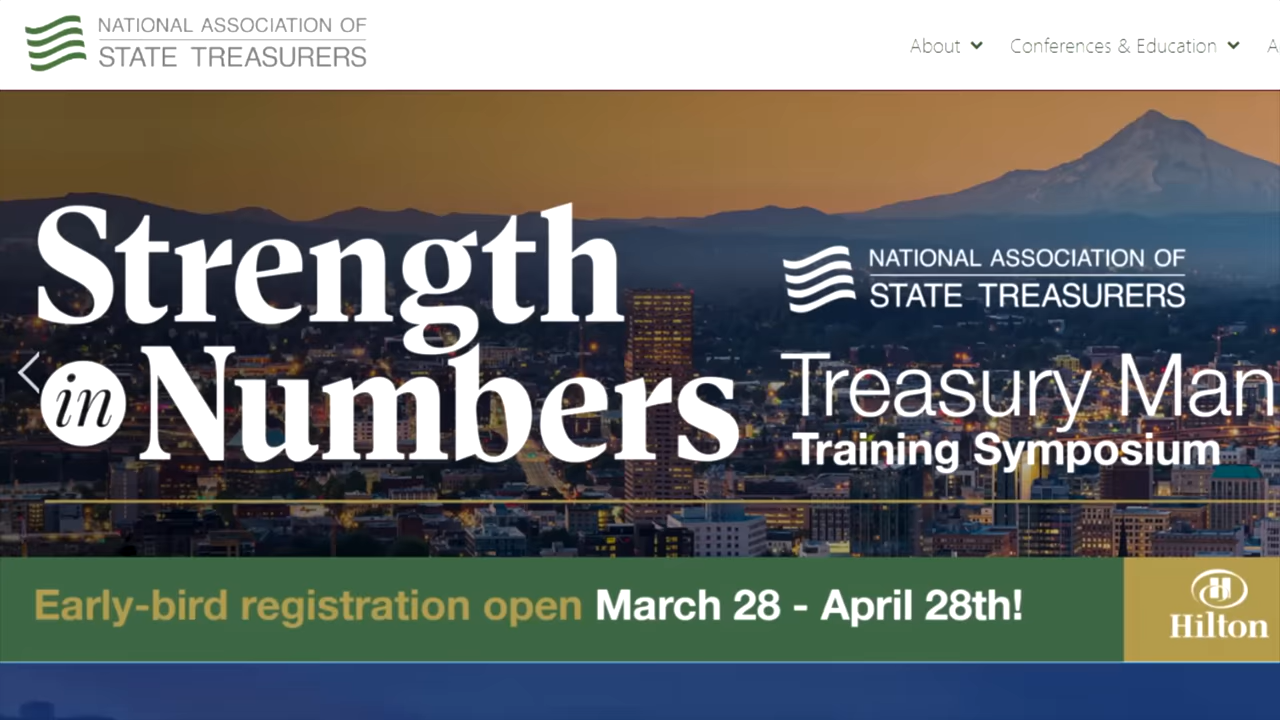 NATIONAL ASSOCIATION OF
STATE TREASURERS
About
Conferences & Education
A
Strength
in Numbers
NATIONAL ASSOCIATION OF
STATE TREASURERS
Treasury Man
Training Symposium
Early-bird registration open March 28 - April 28th!
H
Hilton